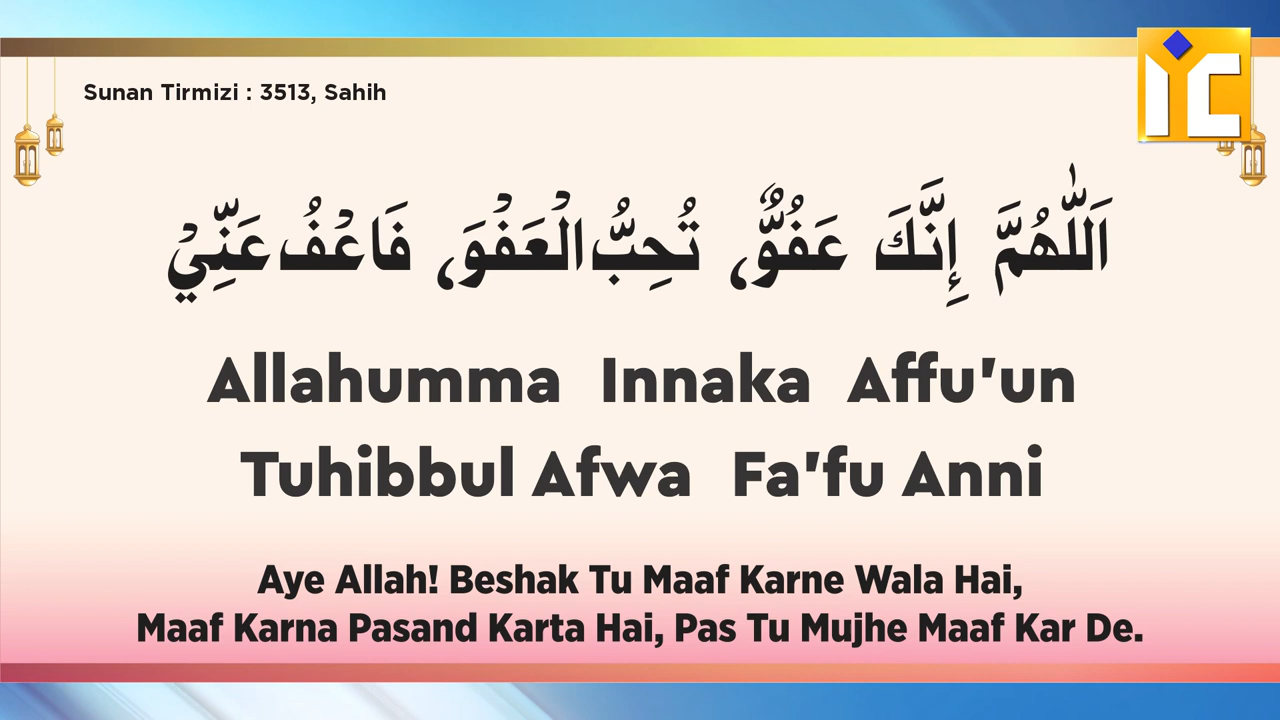 Sunan Tirmizi : 3513, Sahih
اَللّٰهُمَّ إِنَّكَ عَفُوٌّ، تُحِبُّ الْعَفْوَ، فَاعْفُ عَنِّيْ
Allahumma Innaka Affu'un
Tuhibbul Afwa Fa'fu Anni
Aye Allah! Beshak Tu Maaf Karne Wala Hai,
Maaf Karna Pasand Karta Hai, Pas Tu Mujhe Maaf Kar De.